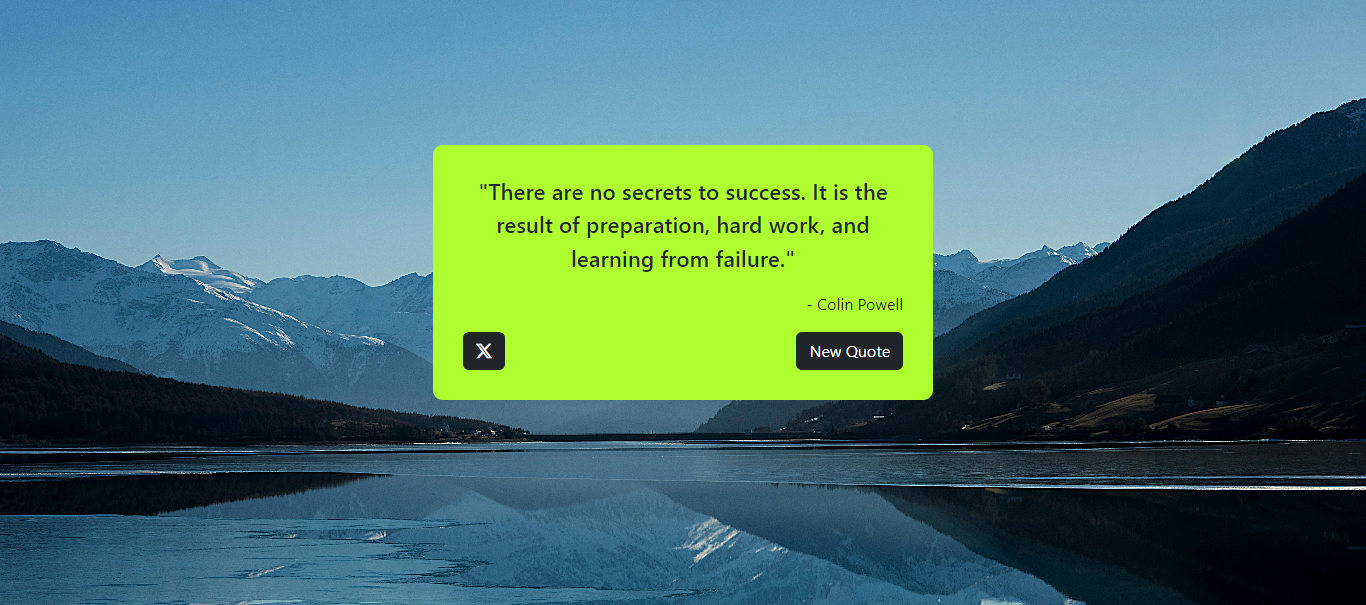 "There are no secrets to success. It is the
result of preparation, hard work, and
learning from failure."
- Colin Powell
X
New Quote